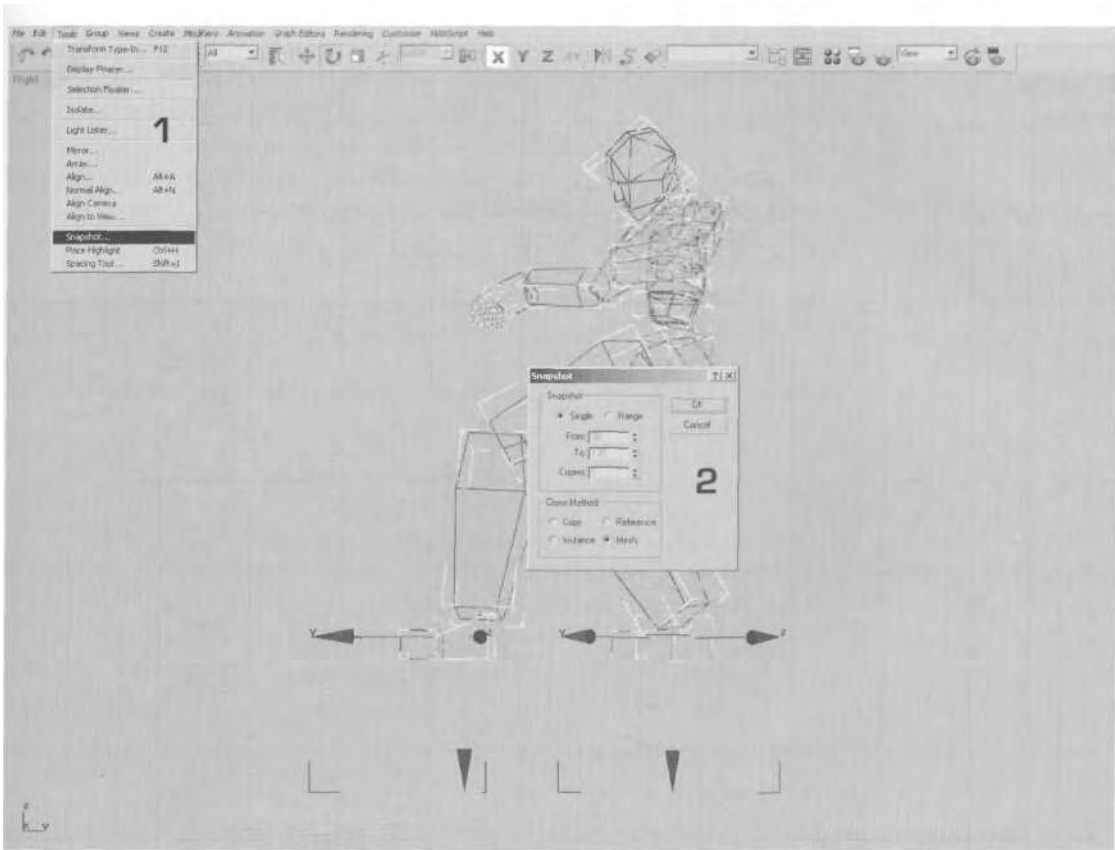 File Edit Tools Group Views Create Modifiers Animation Graph Editors Rendering Customize MAXScript Help
Transform Type-In... F12
All
X Y Z XY
View
Right
Display Floater...
Selection Floater...
Isolate...
Light Lister...
1
Mirror...
Array...
Align... Alt+A
Normal Align... Alt+N
Align Camera
Align to View...
Snapshot...
Place Highlight Ctrl+H
Spacing Tool... Shift+I
Snapshot
Snapshot
Single Range
From:
To:
Copies:
OK
Cancel
2
Clone Method
Copy Reference
Instance Mesh
Y z Y z
z
y